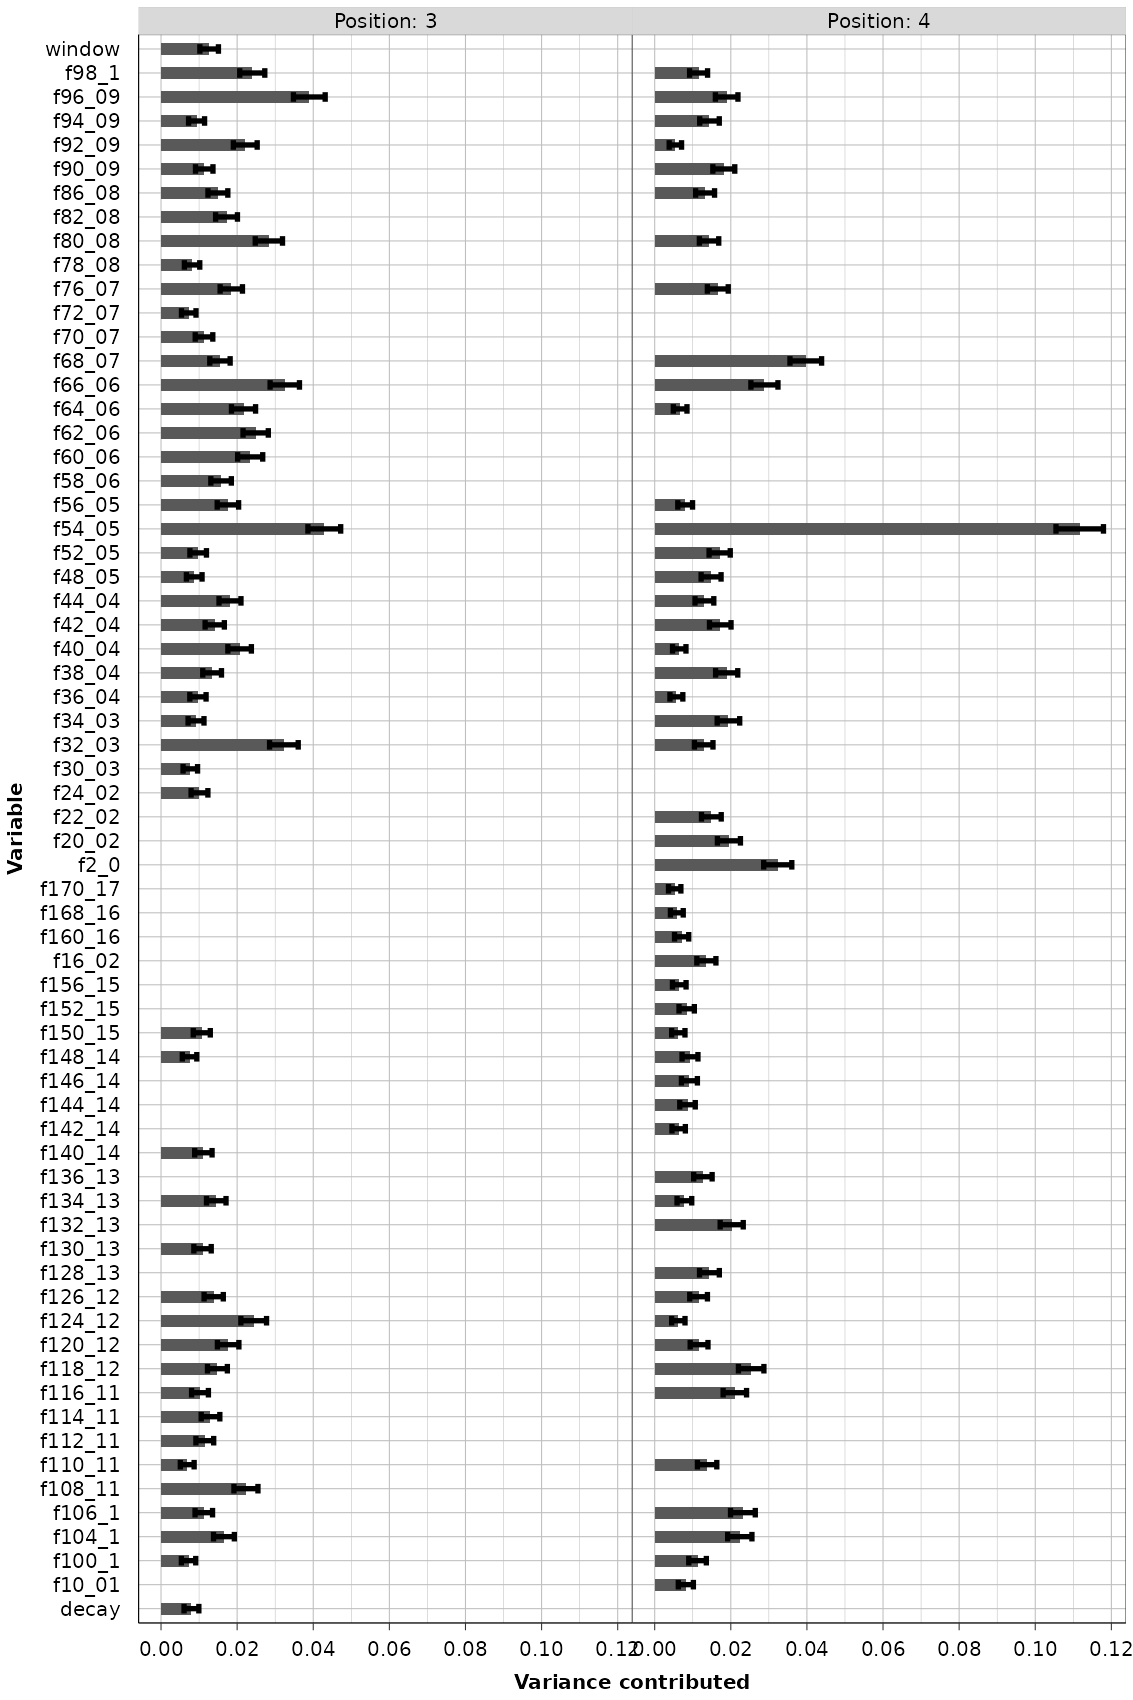 Position: 3
Position: 4
window
f98_1
f96_09
f94_09
f92_09
f90_09
f86_08
f82_08
f80_08
f78_08
f76_07
f72_07
f70_07
f68_07
f66_06
f64_06
f62_06
f60_06
f58_06
f56_05
f54_05
f52_05
f48_05
f44_04
f42_04
f40_04
f38_04
f36_04
f34_03
f32_03
f30_03
f24_02
f22_02
f20_02
f2_0
f170_17
f168_16
f160_16
f16_02
f156_15
f152_15
f150_15
f148_14
f146_14
f144_14
f142_14
f140_14
f136_13
f134_13
f132_13
f130_13
f128_13
f126_12
f124_12
f120_12
f118_12
f116_11
f114_11
f112_11
f110_11
f108_11
f106_1
f104_1
f100_1
f10_01
decay
Variable
0.00 0.02 0.04 0.06 0.08 0.10 0.12
0.00 0.02 0.04 0.06 0.08 0.10 0.12
Variance contributed